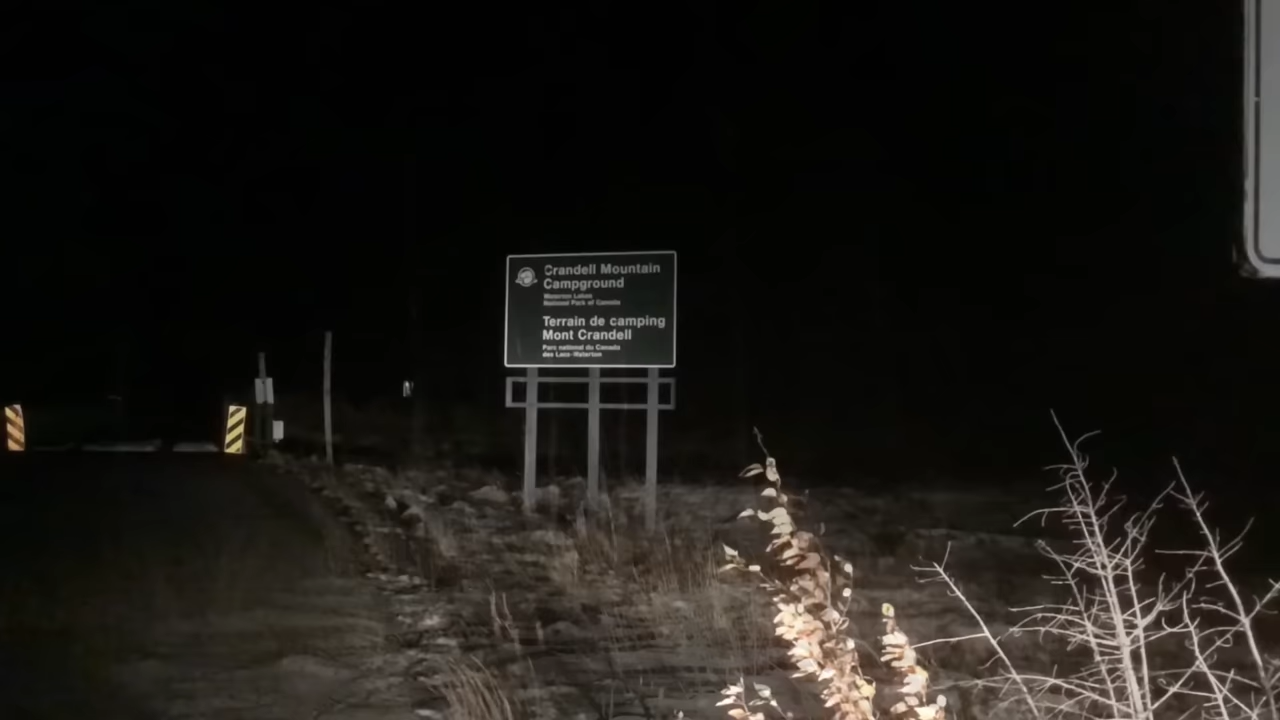 Crandell Mountain
Campground
Waterton Lakes
National Park of Canada
Terrain de camping
Mont Crandell
Parc national du Canada
des Lacs-Waterton